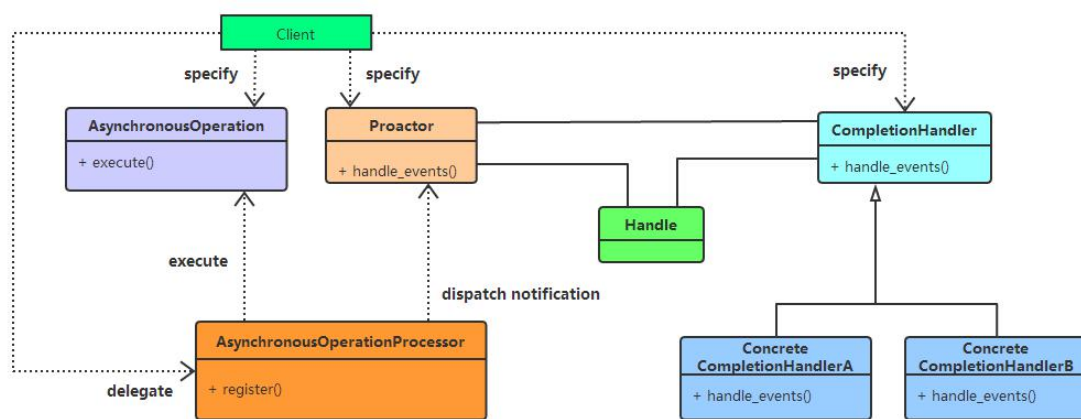 Client
specify
specify
specify
AsynchronousOperation
+ execute()
Proactor
+ handle_events()
CompletionHandler
+ handle_events()
Handle
execute
dispatch notification
AsynchronousOperationProcessor
+ register()
delegate
Concrete
CompletionHandlerA
+ handle_events()
Concrete
CompletionHandlerB
+ handle_events()